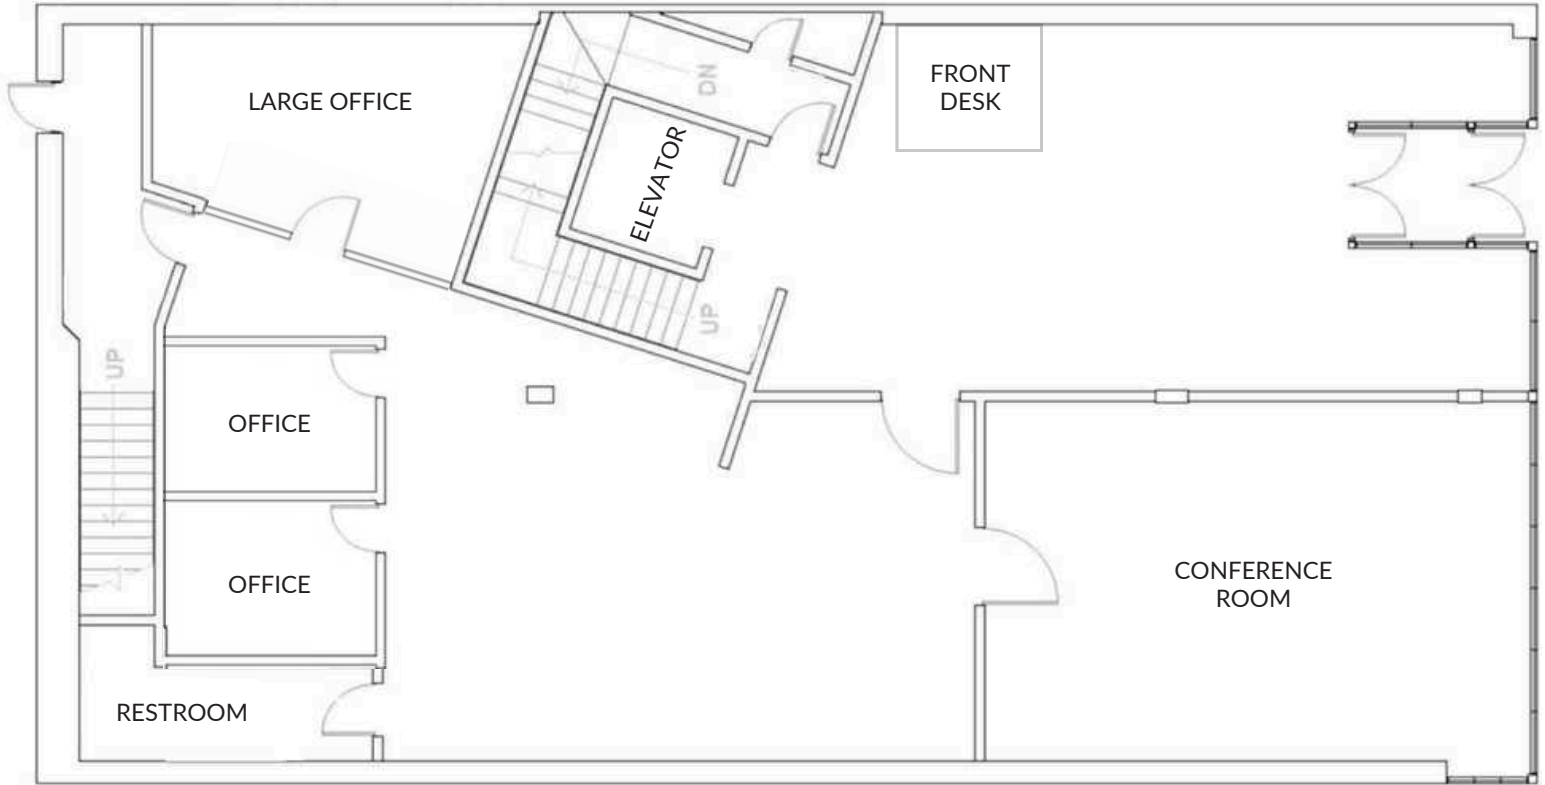 LARGE OFFICE
DN
FRONT
DESK
ELEVATOR
UP
UP
OFFICE
OFFICE
CONFERENCE
ROOM
RESTROOM